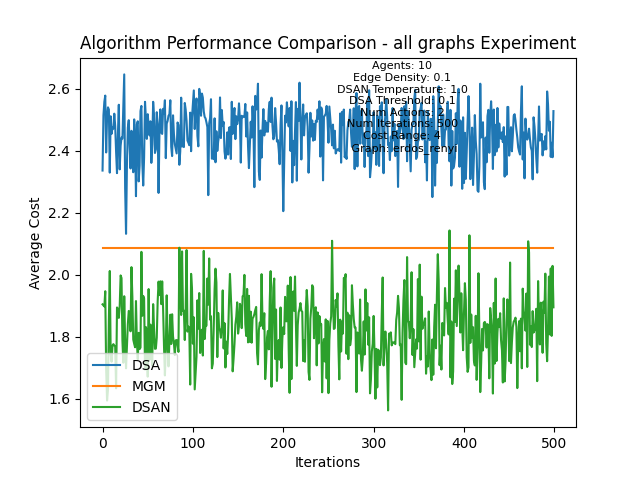 Algorithm Performance Comparison - all graphs Experiment
Agents: 10
Edge Density: 0.1
DSAN Temperature: 1.0
DSA Threshold: 0.1
Num Actions: 2
Num Iterations: 500
Cost Range: 4
Graph: erdos_renyi
2.6
2.4
2.2
2.0
1.8
1.6
Average Cost
DSA
MGM
DSAN
0
100
200
300
400
500
Iterations